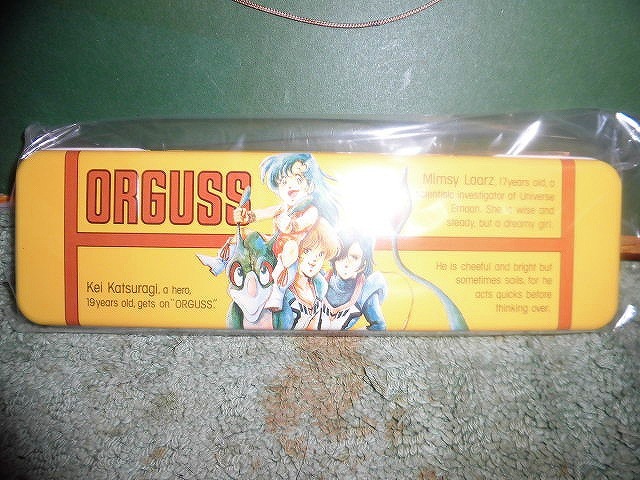 ORGUSS
Mimsy Laarz, 17years old, a
scientific investigator of Universe
Emaan. She is wise and
steady, but a dreamy girl.
Kei Katsuragi, a hero,
19years old, gets on "ORGUSS."
He is cheeful and bright but
sometimes sails, for he
acts quicks before
thinking over.